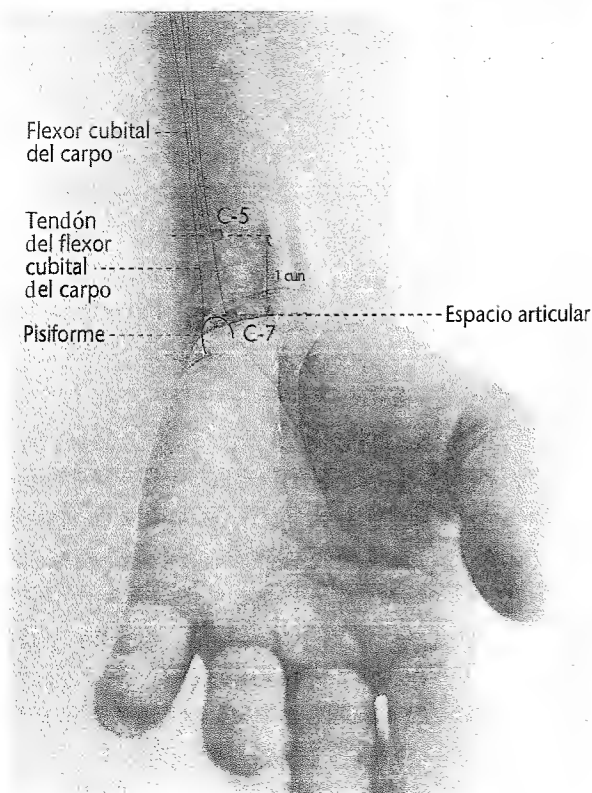 Flexor cubital
del carpo
C-5
Tendón
del flexor
cubital
del carpo
1 cun
Espacio articular
Pisiforme
C-7